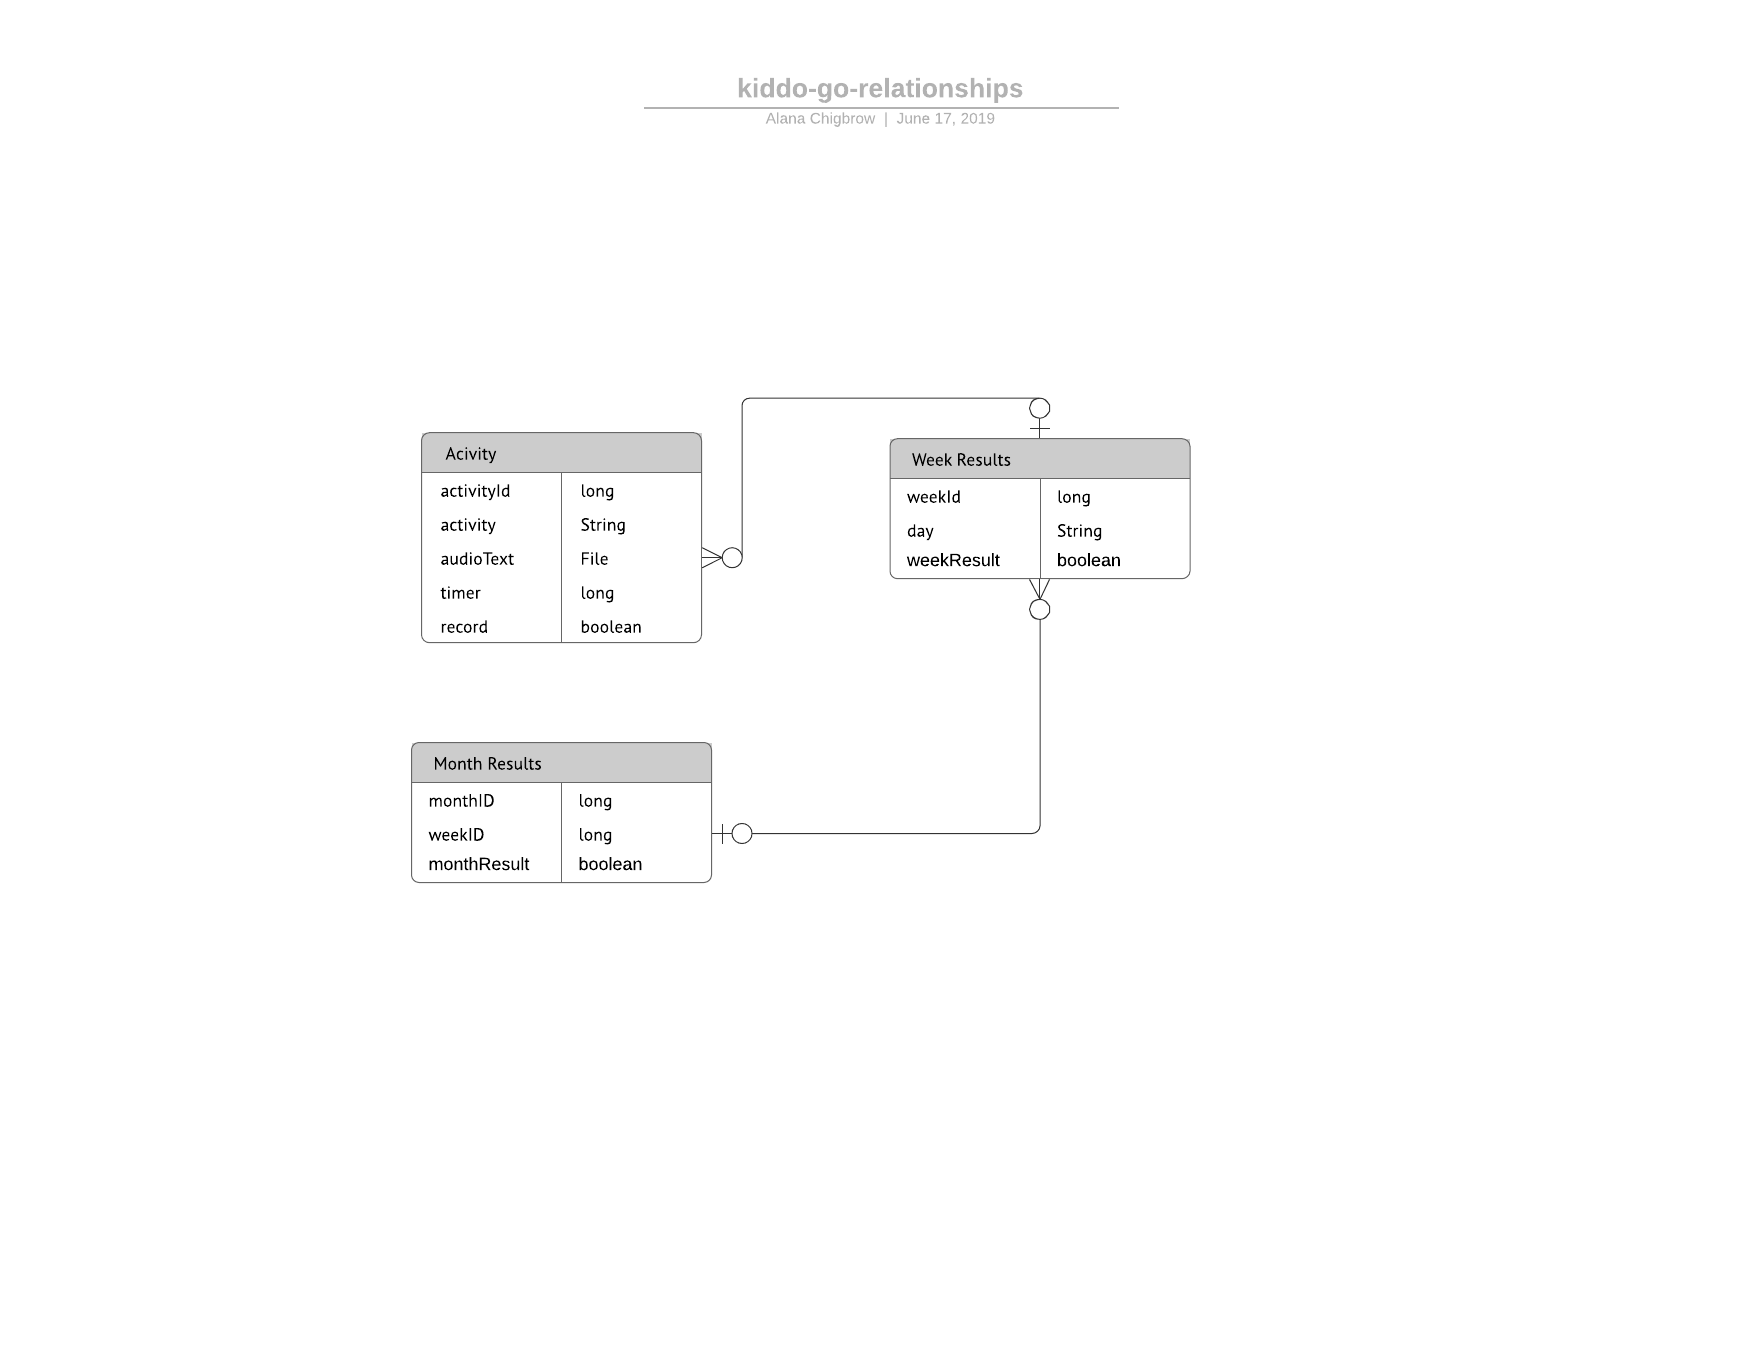 kiddo-go-relationships
Alana Chigbrow | June 17, 2019
Acivity
activityId long
activity String
audioText File
timer long
record boolean
Week Results
weekId long
day String
weekResult boolean
Month Results
monthID long
weekID long
monthResult boolean